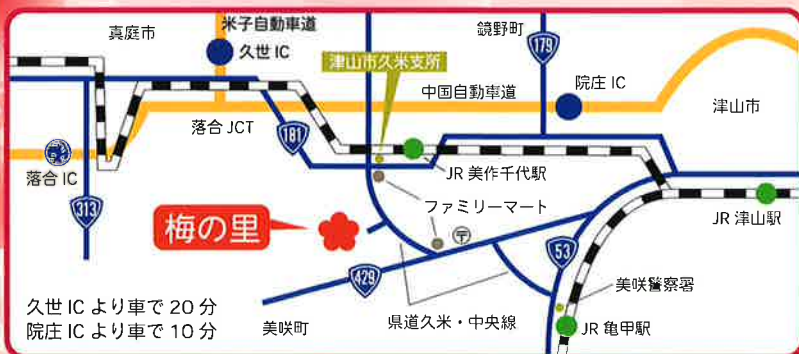 真庭市
米子自動車道
久世 IC
鏡野町
179
津山市久米支所
中国自動車道
院庄 IC
津山市
落合 JCT
181
落合 IC
JR 美作千代駅
313
ファミリーマート
梅の里
〒
JR 津山駅
53
429
美咲警察署
久世 IC より車で 20 分
院庄 IC より車で 10 分
美咲町
県道久米・中央線
JR 亀甲駅